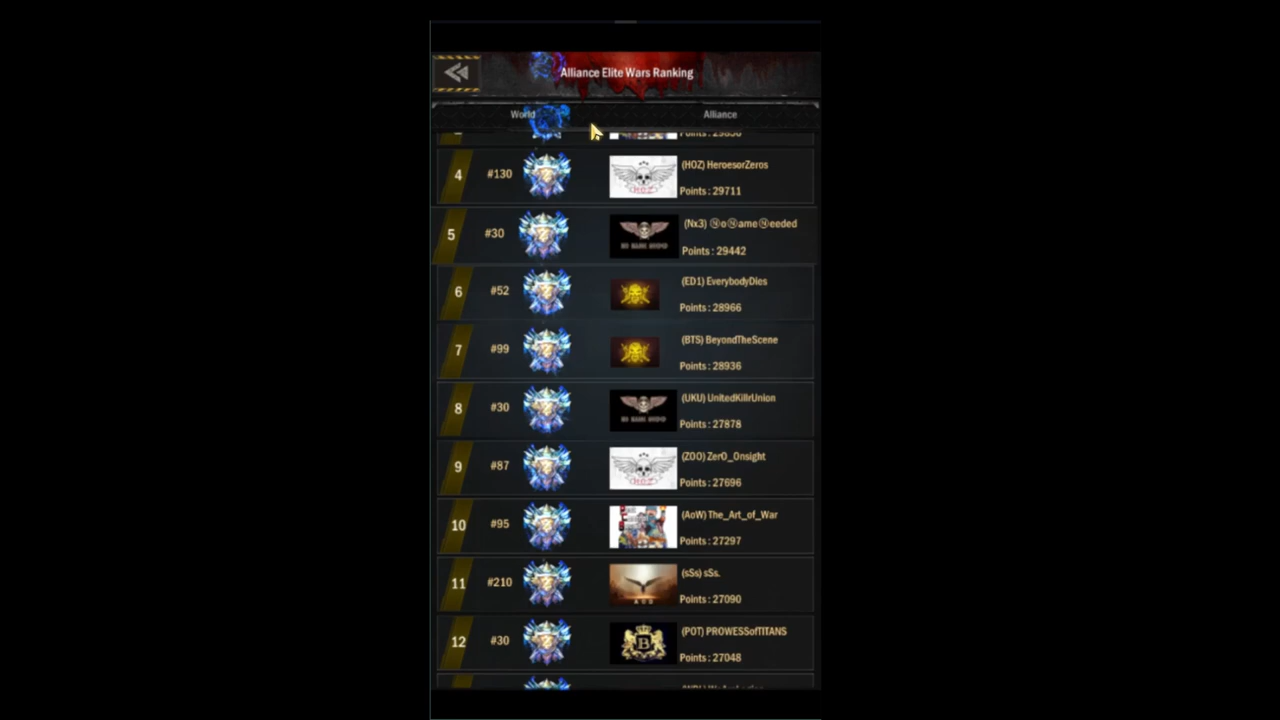 Alliance Elite Wars Ranking
World Alliance
4 #130 (HOZ) HeroesorZeros
Points : 29711
5 #30 (Nx3) ⓃoⓃameⓃeeded
Points : 29442
6 #52 (ED1) EverybodyDies
Points : 28966
7 #99 (BTS) BeyondTheScene
Points : 28936
8 #30 (UKU) UnitedKillrUnion
Points : 27878
9 #87 (ZOO) ZerO_Onsight
Points : 27696
10 #95 (AoW) The_Art_of_War
Points : 27297
11 #210 (sSs) sSs.
Points : 27090
12 #30 (POT) PROWESSofTITANS
Points : 27048